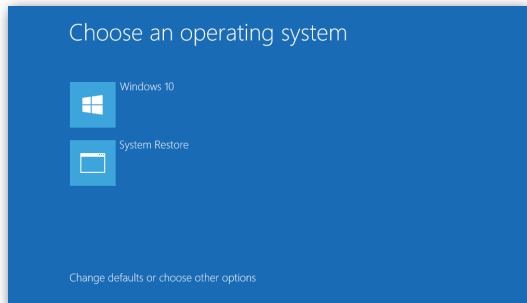 Choose an operating system
Windows 10
System Restore
Change defaults or choose other options